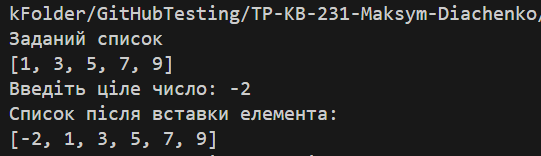 kFolder/GitHubTesting/TP-KB-231-Maksym-Diachenko/
Заданий список
[1, 3, 5, 7, 9]
Введіть ціле число: -2
Список після вставки елемента:
[-2, 1, 3, 5, 7, 9]